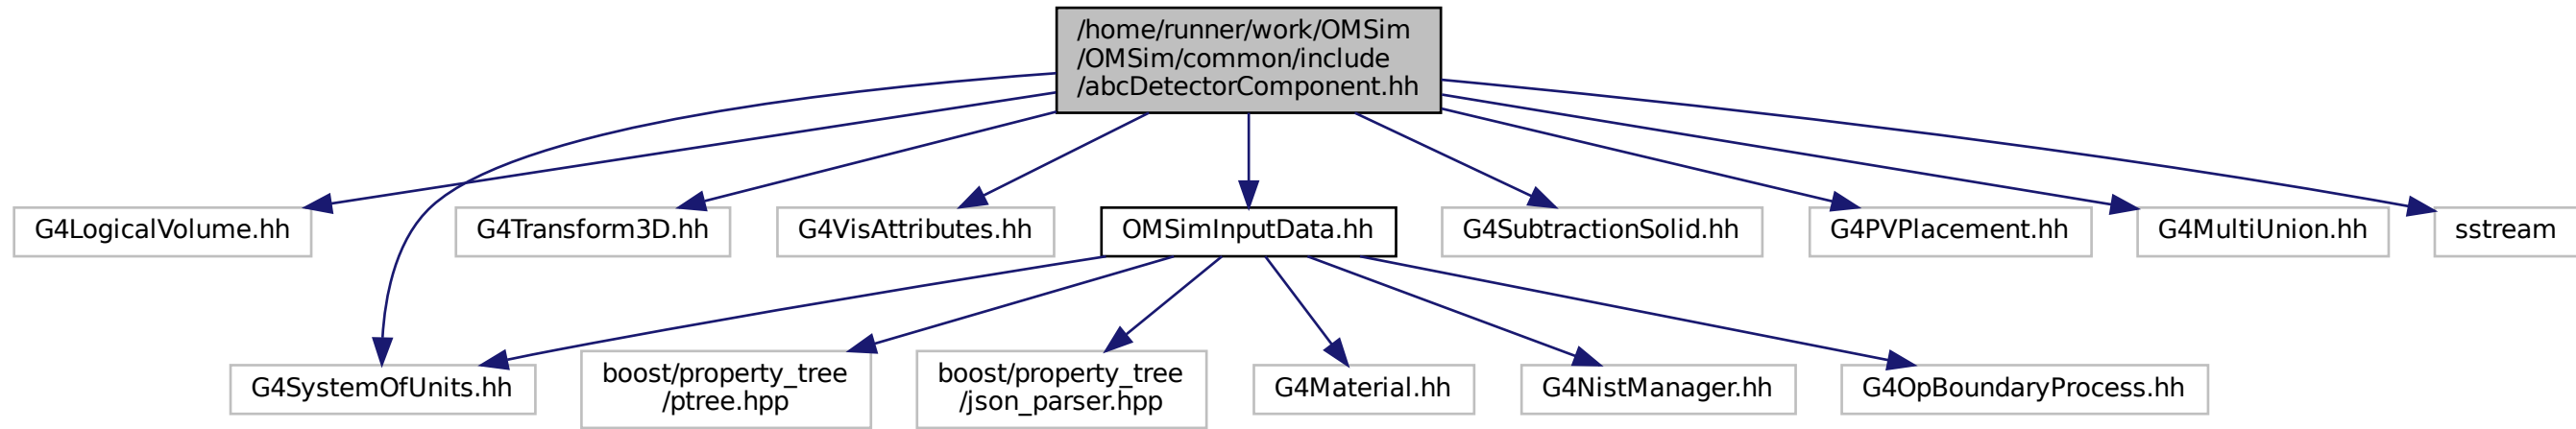 /home/runner/work/OMSim
/OMSim/common/include
/abcDetectorComponent.hh
G4LogicalVolume.hh
G4Transform3D.hh
G4VisAttributes.hh
OMSimInputData.hh
G4SubtractionSolid.hh
G4PVPlacement.hh
G4MultiUnion.hh
sstream
G4SystemOfUnits.hh
boost/property_tree
/ptree.hpp
boost/property_tree
/json_parser.hpp
G4Material.hh
G4NistManager.hh
G4OpBoundaryProcess.hh